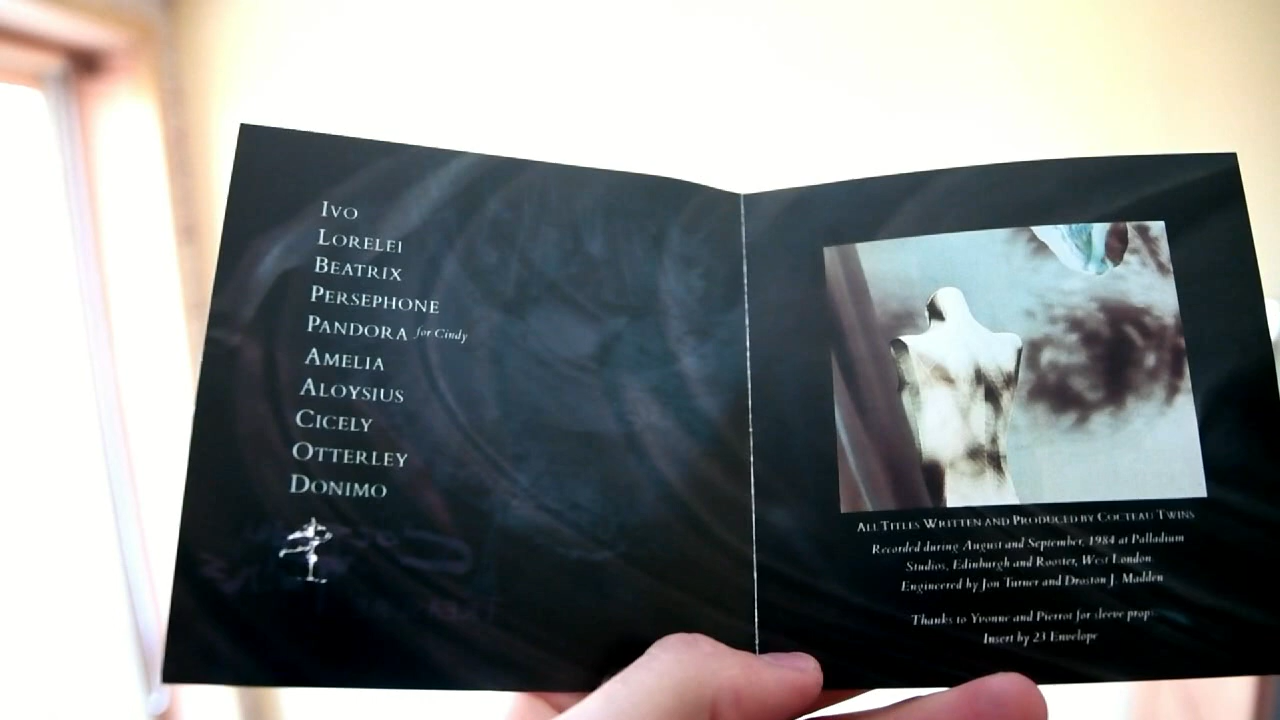 IVO
LORELEI
BEATRIX
PERSEPHONE
PANDORA for Cindy
AMELIA
ALOYSIUS
CICELY
OTTERLEY
DONIMO
ALL TITLES WRITTEN AND PRODUCED BY COCTEAU TWINS
Recorded during August and September, 1984 at Palladium
Studios, Edinburgh and Rooster, West London.
Engineered by Jon Turner and Droston J. Madden
Thanks to Yvonne and Pierrot for sleeve props
Insert by 23 Envelope